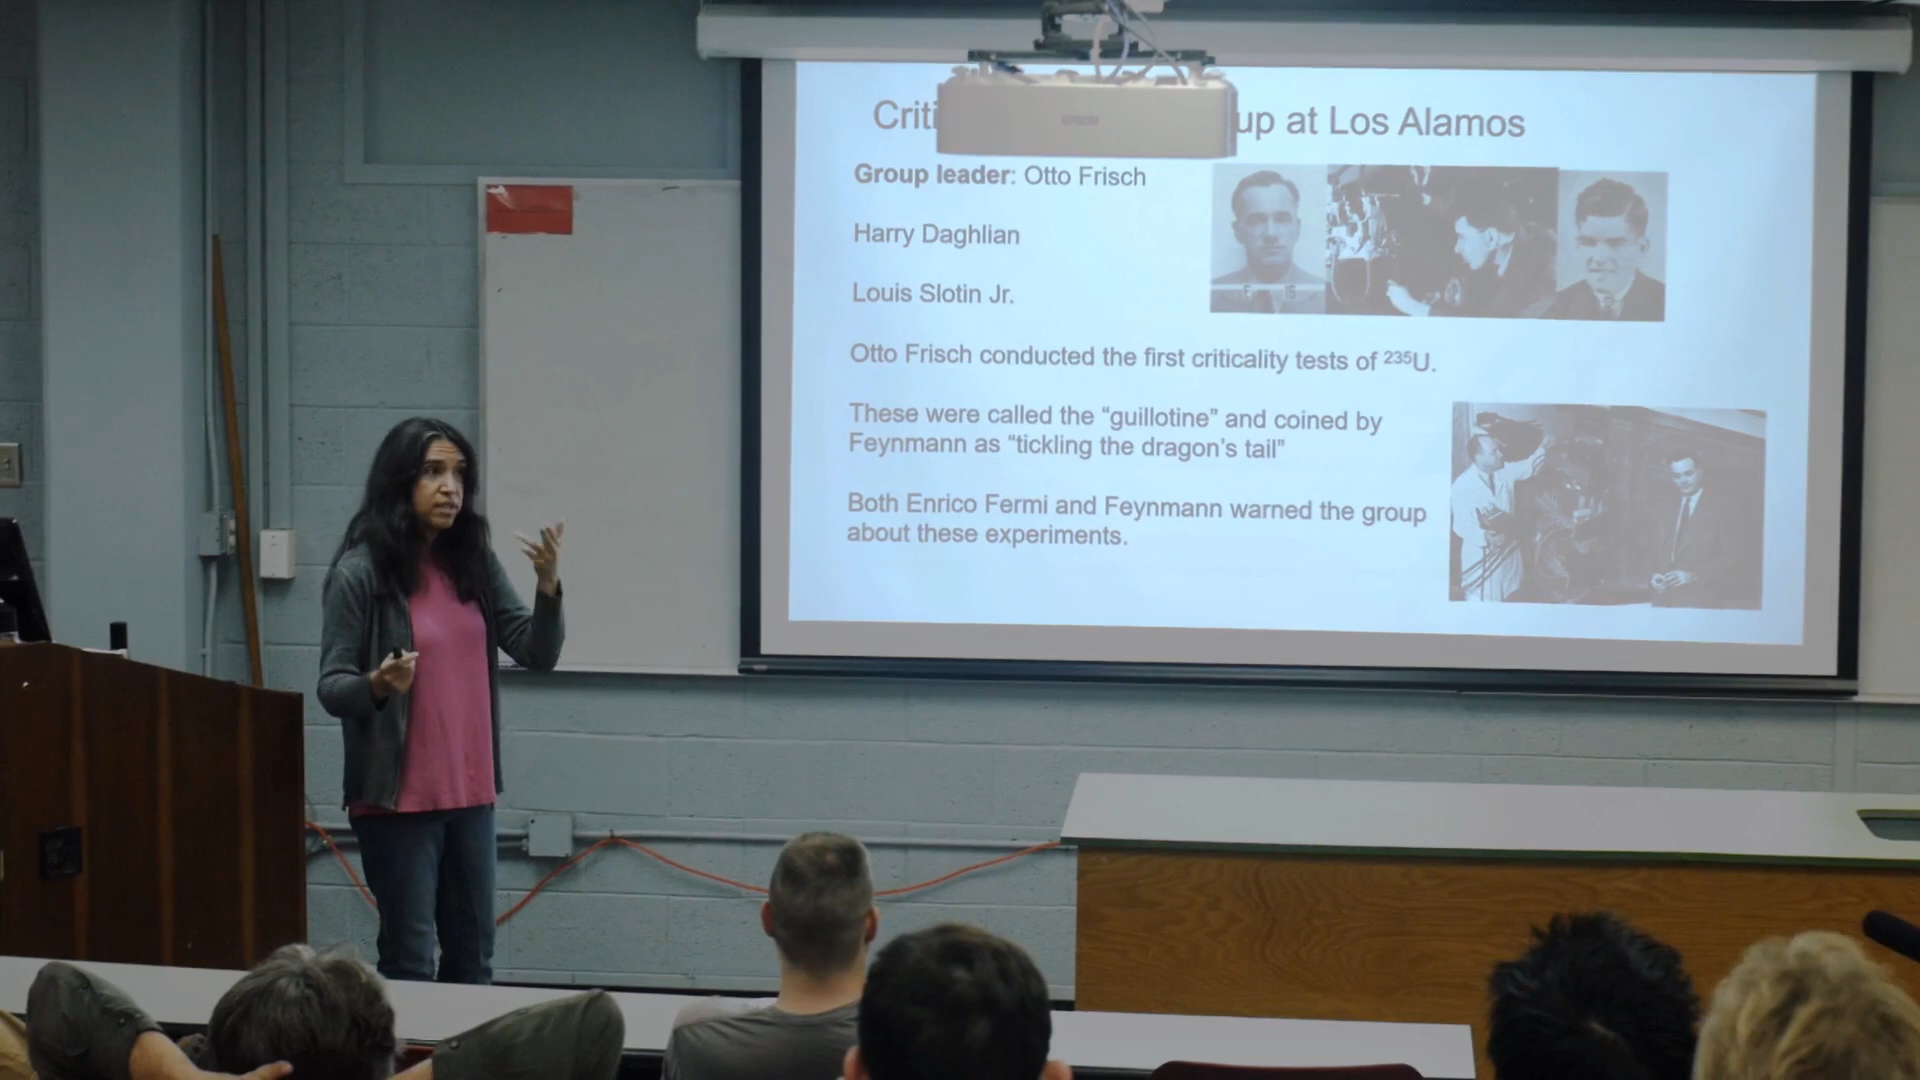 Criti up at Los Alamos
Group leader: Otto Frisch
Harry Daghlian
Louis Slotin Jr.
Otto Frisch conducted the first criticality tests of ²³⁵U.
These were called the “guillotine” and coined by
Feynmann as “tickling the dragon’s tail”
Both Enrico Fermi and Feynmann warned the group
about these experiments.